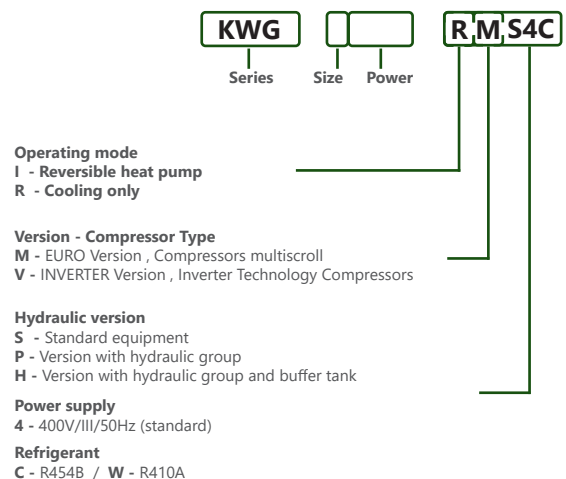 KWG R M S4C
Series Size Power
Operating mode
I - Reversible heat pump
R - Cooling only
Version - Compressor Type
M - EURO Version , Compressors multiscroll
V - INVERTER Version , Inverter Technology Compressors
Hydraulic version
S - Standard equipment
P - Version with hydraulic group
H - Version with hydraulic group and buffer tank
Power supply
4 - 400V/III/50Hz (standard)
Refrigerant
C - R454B / W - R410A